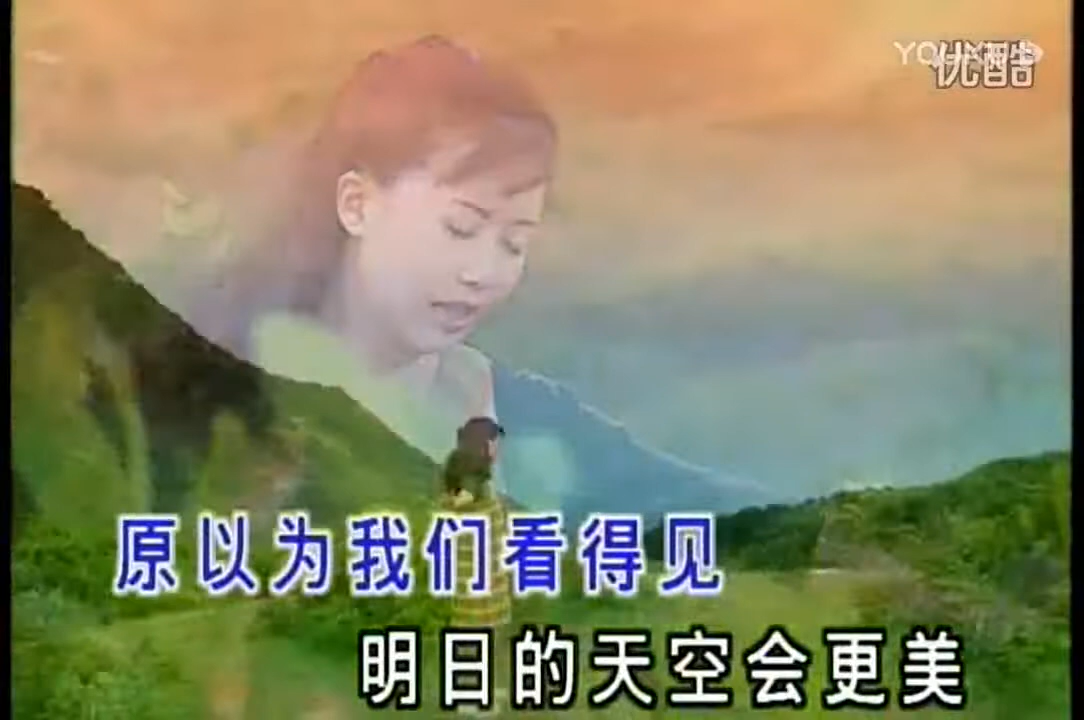 优酷
原以为我们看得见
明日的天空会更美